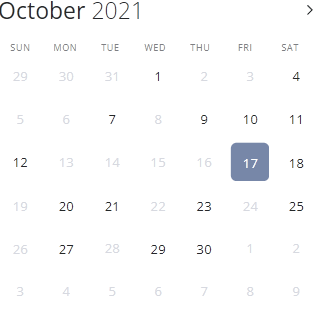 October 2021 >
SUN MON TUE WED THU FRI SAT
29 30 31 1 2 3 4
5 6 7 8 9 10 11
12 13 14 15 16 17 18
19 20 21 22 23 24 25
26 27 28 29 30 1 2
3 4 5 6 7 8 9